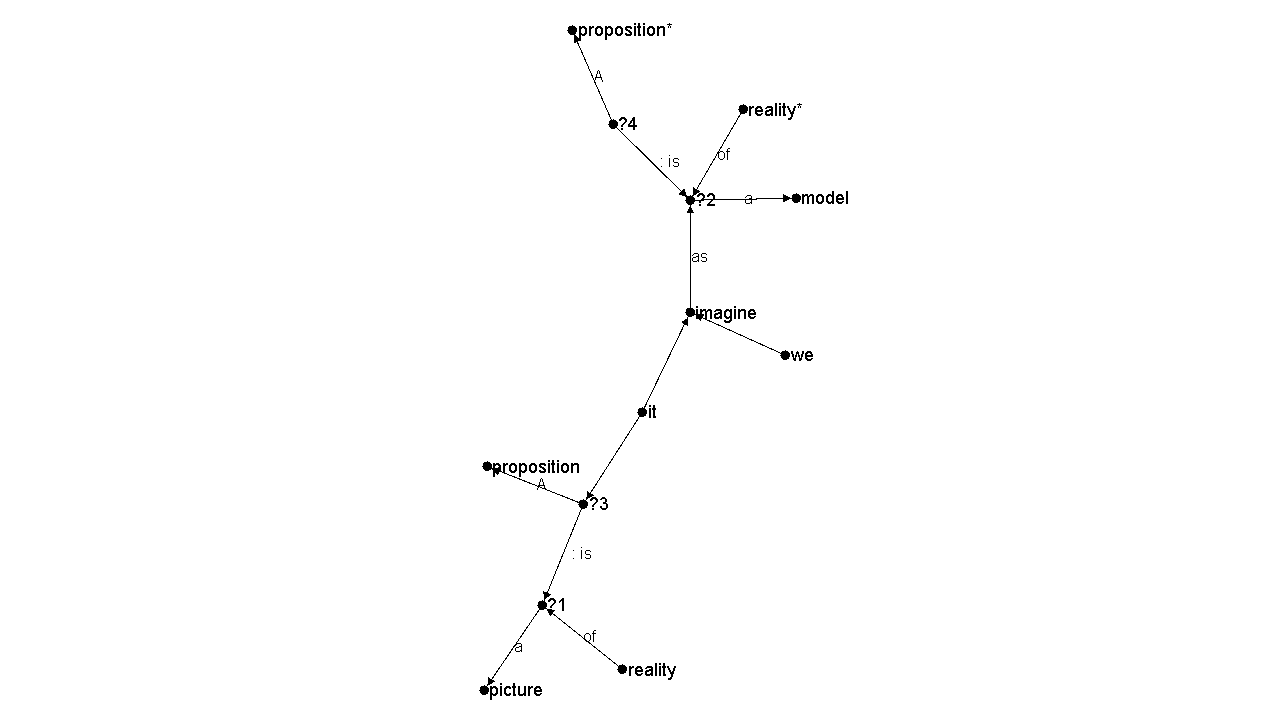 proposition*
A
?4
reality*
: is
of
?2
a
model
as
imagine
we
it
proposition
A
?3
: is
?1
of
a
reality
picture